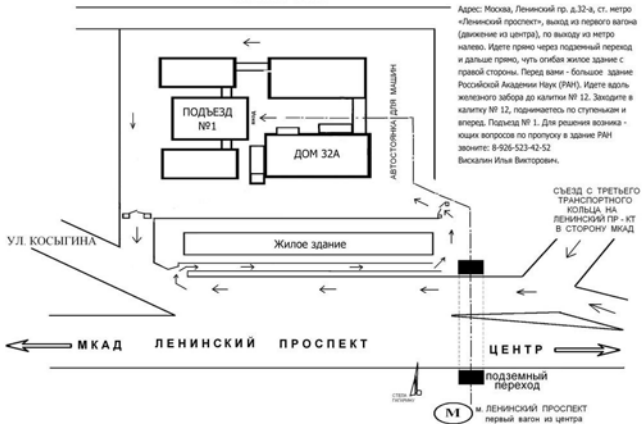 Адрес: Москва, Ленинский пр. д.32-а, ст. метро
«Ленинский проспект», выход из первого вагона
(движение из центра), по выходу из метро
налево. Идете прямо через подземный переход
и дальше прямо, чуть огибая жилое здание с
правой стороны. Перед вами - большое здание
Российской Академии Наук (РАН). Идете вдоль
железного забора до калитки № 12. Заходите в
калитку № 12, поднимаетесь по ступенькам и
вперед. Подъезд № 1. Для решения возника -
ющих вопросов по пропуску в здание РАН
звоните: 8-926-523-42-52
Вискалин Илья Викторович.
ПОДЪЕЗД
№1
ВХОД
ДОМ 32А
АВТОСТОЯНКА ДЛЯ МАШИН
СЪЕЗД С ТРЕТЬЕГО
ТРАНСПОРТНОГО
КОЛЬЦА НА
ЛЕНИНСКИЙ ПР - КТ
В СТОРОНУ МКАД
УЛ. КОСЫГИНА
Жилое здание
МКАД ЛЕНИНСКИЙ ПРОСПЕКТ ЦЕНТР
подземный
переход
СТЕЛА
ГАГАРИНУ
М
м. ЛЕНИНСКИЙ ПРОСПЕКТ
первый вагон из центра